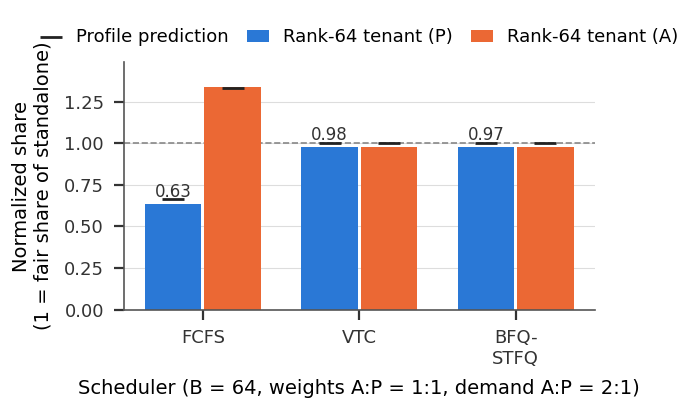 Profile prediction Rank-64 tenant (P) Rank-64 tenant (A)
Normalized share
(1 = fair share of standalone)
1.25
1.00
0.75
0.50
0.25
0.00
0.63
0.98
0.97
FCFS VTC BFQ-
STFQ
Scheduler (B = 64, weights A:P = 1:1, demand A:P = 2:1)